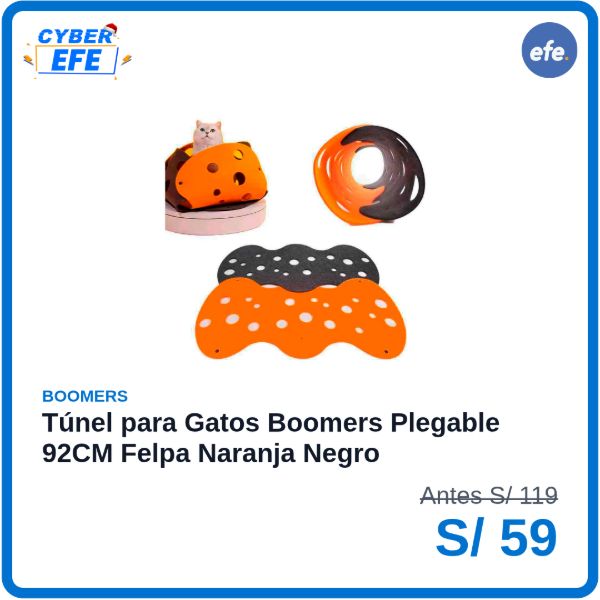 CYBER
EFE
efe.
BOOMERS
Túnel para Gatos Boomers Plegable
92CM Felpa Naranja Negro
Antes S/ 119
S/ 59